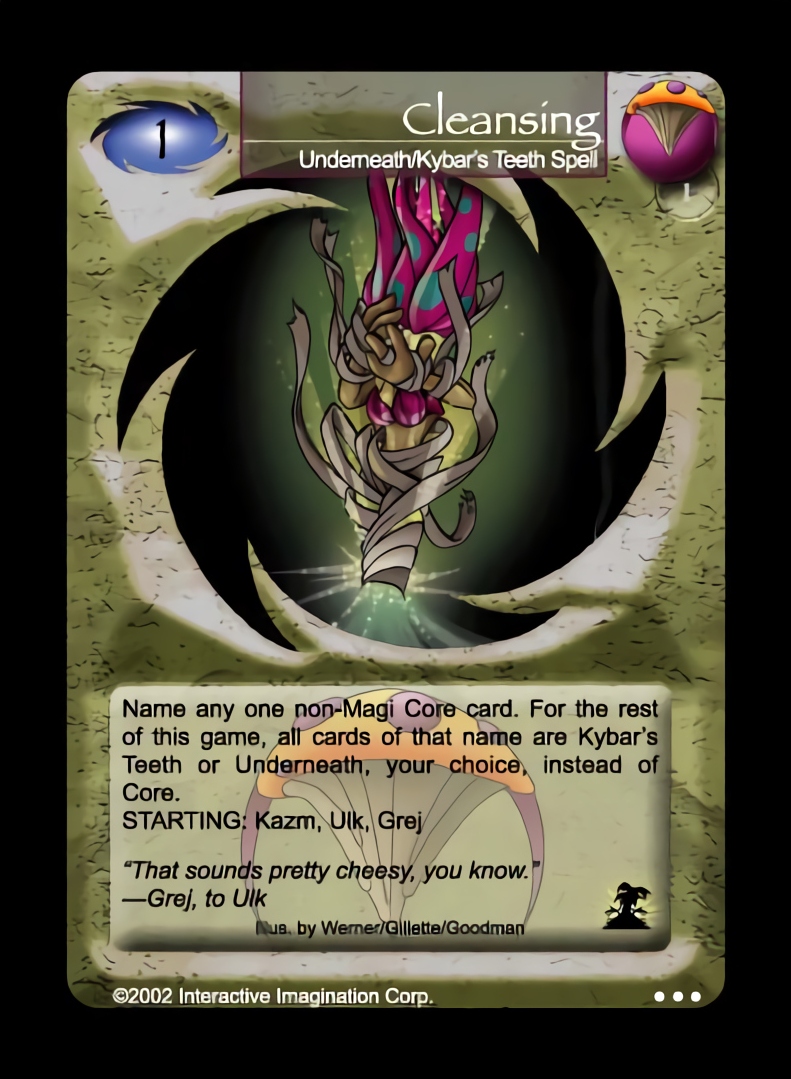 1
Cleansing
Underneath/Kybar's Teeth Spell
1
Name any one non-Magi Core card. For the rest
of this game, all cards of that name are Kybar's
Teeth or Underneath, your choice, instead of
Core.
STARTING: Kazm, Ulk, Grej
"That sounds pretty cheesy, you know."
—Grej, to Ulk
Illus. by Werner/Gillette/Goodman
©2002 Interactive Imagination Corp.